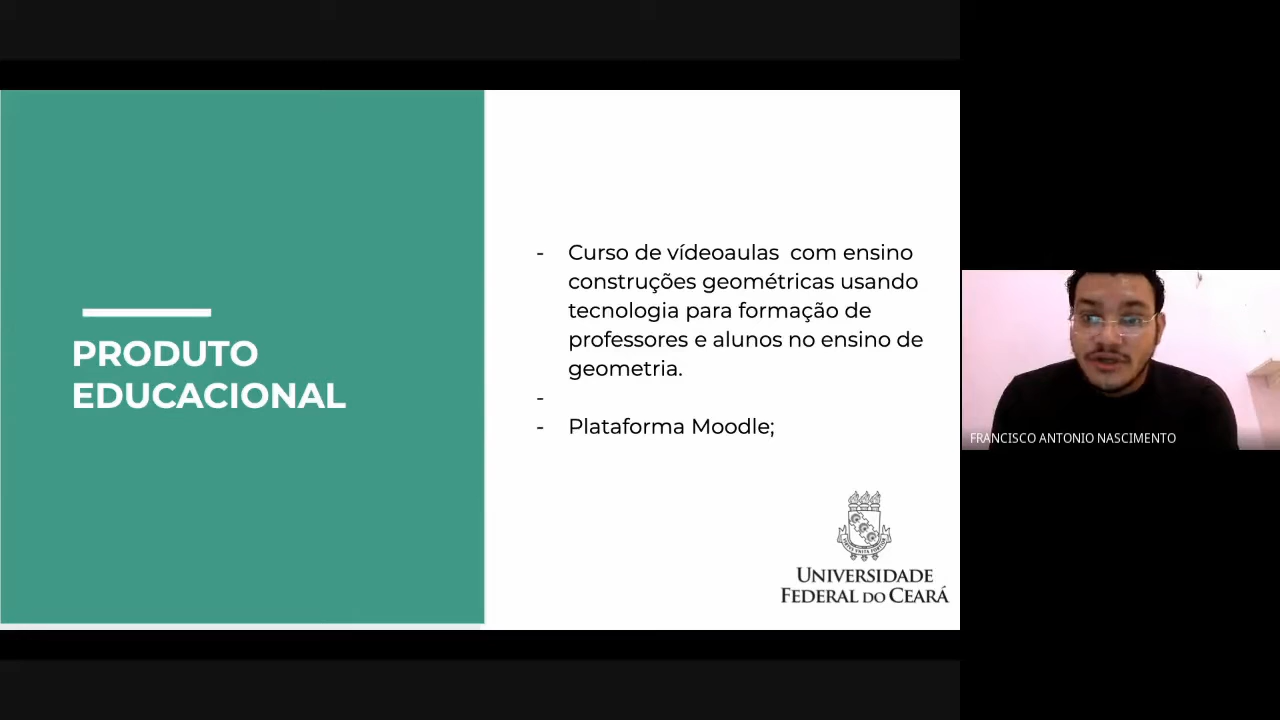 PRODUTO
EDUCACIONAL
- Curso de vídeoaulas com ensino
construções geométricas usando
tecnologia para formação de
professores e alunos no ensino de
geometria.
-
- Plataforma Moodle;
UNIVERSIDADE
FEDERAL DO CEARÁ
FRANCISCO ANTONIO NASCIMENTO